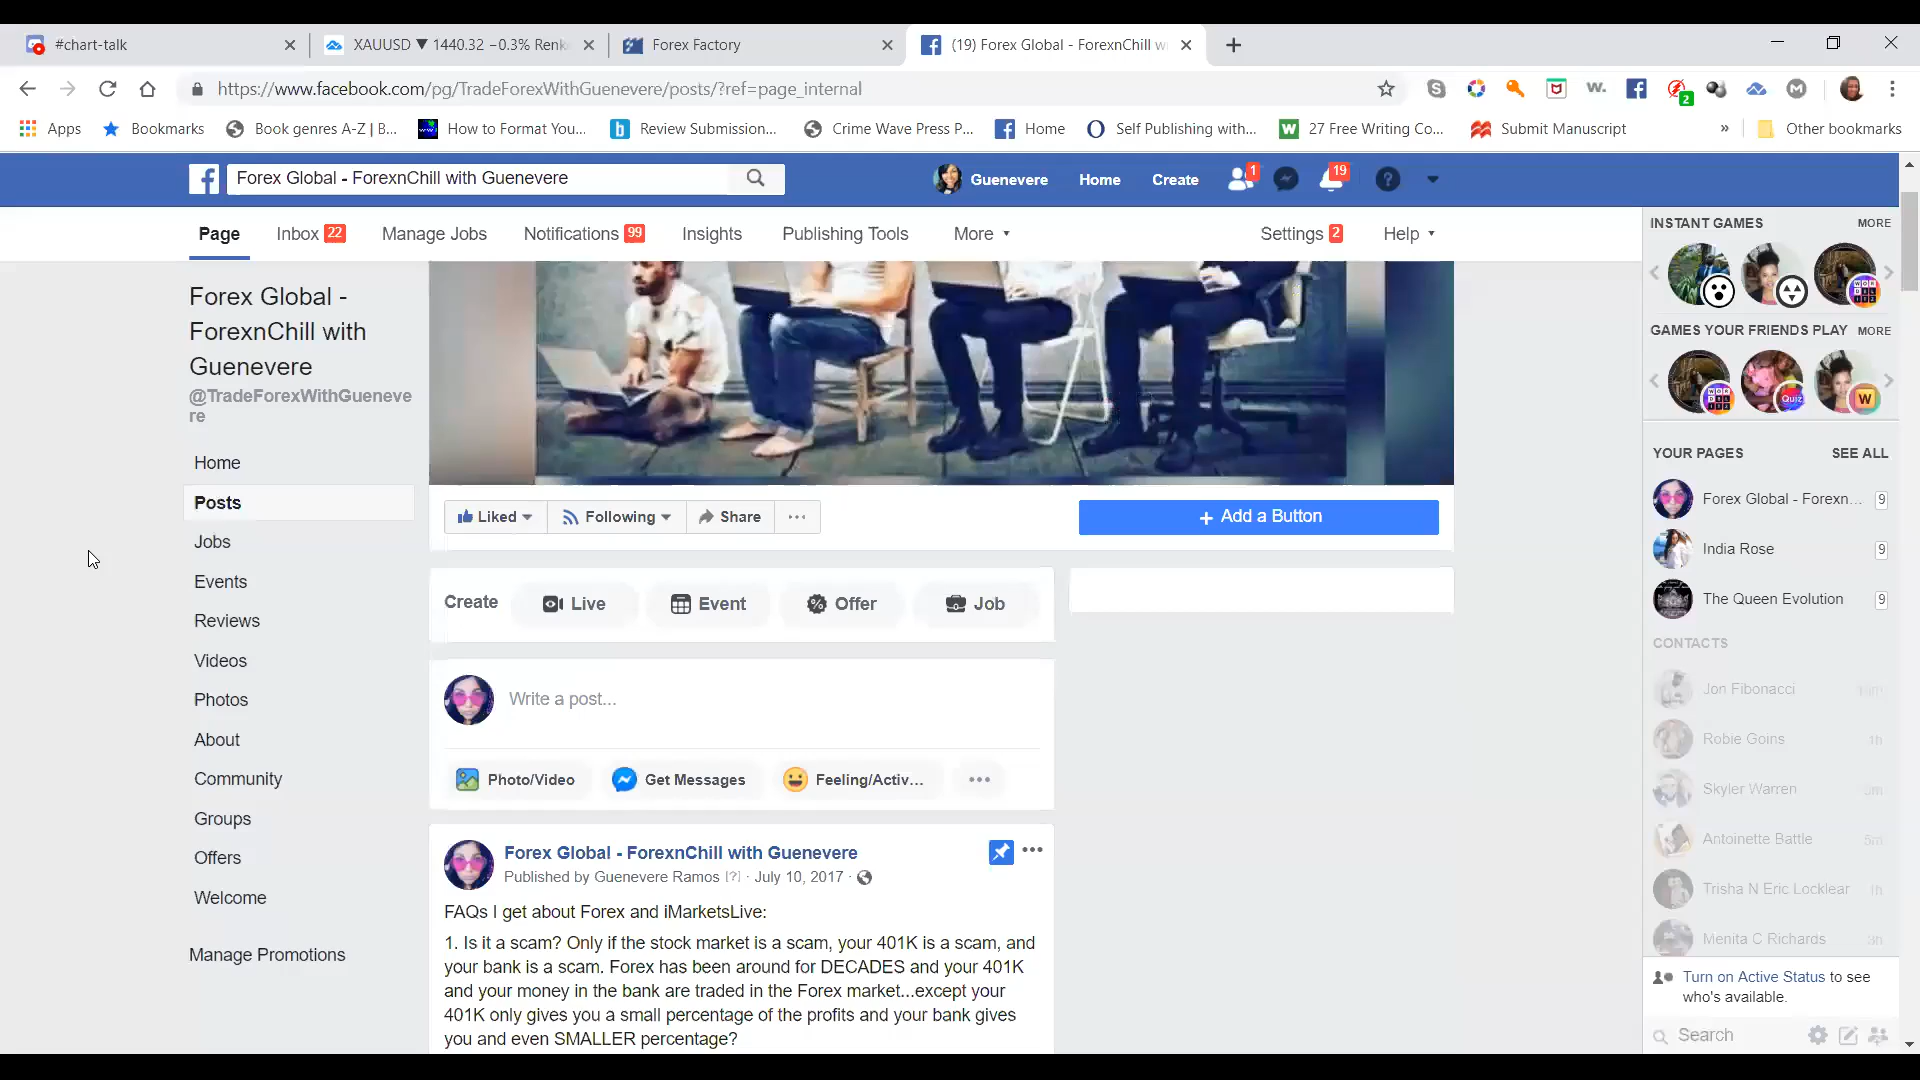 #chart-talk
XAUUSD ▼ 1440.32 −0.3% Renk
Forex Factory
(19) Forex Global - ForexnChill wi
https://www.facebook.com/pg/TradeForexWithGuenevere/posts/?ref=page_internal
2
Apps
Bookmarks
Book genres A-Z | B...
How to Format You...
Review Submission...
Crime Wave Press P...
Home
Self Publishing with...
27 Free Writing Co...
Submit Manuscript
»
Other bookmarks
Forex Global - ForexnChill with Guenevere
Guenevere
Home
Create
1
19
Page
Inbox 22
Manage Jobs
Notifications 99
Insights
Publishing Tools
More
Settings 2
Help
Forex Global -
ForexnChill with
Guenevere
@TradeForexWithGueneve
re
Home
Posts
Jobs
Events
Reviews
Videos
Photos
About
Community
Groups
Offers
Welcome
Manage Promotions
Liked
Following
Share
...
+ Add a Button
Create
Live
Event
Offer
Job
Write a post...
Photo/Video
Get Messages
Feeling/Activ...
Forex Global - ForexnChill with Guenevere
Published by Guenevere Ramos [?] · July 10, 2017 ·
FAQs I get about Forex and iMarketsLive:
1. Is it a scam? Only if the stock market is a scam, your 401K is a scam, and
your bank is a scam. Forex has been around for DECADES and your 401K
and your money in the bank are traded in the Forex market...except your
401K only gives you a small percentage of the profits and your bank gives
you and even SMALLER percentage?
INSTANT GAMES
MORE
GAMES YOUR FRIENDS PLAY
MORE
Quiz
W
YOUR PAGES
SEE ALL
Forex Global - Forexn...
9
India Rose
9
The Queen Evolution
9
CONTACTS
Jon Fibonacci
Robie Goins
1h
Skyler Warren
Antoinette Battle
5m
Trisha N Eric Locklear
1h
Menita C Richards
3h
Turn on Active Status to see
who's available.
Search